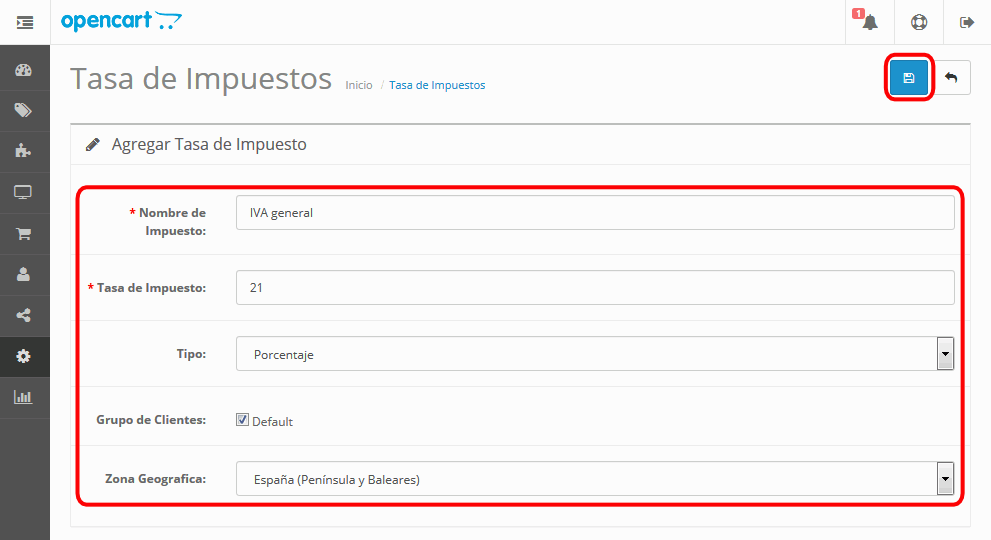 opencart
1
Tasa de Impuestos
Inicio / Tasa de Impuestos
Agregar Tasa de Impuesto
* Nombre de
Impuesto:
IVA general
* Tasa de Impuesto:
21
Tipo:
Porcentaje
Grupo de Clientes:
Default
Zona Geografica:
España (Península y Baleares)